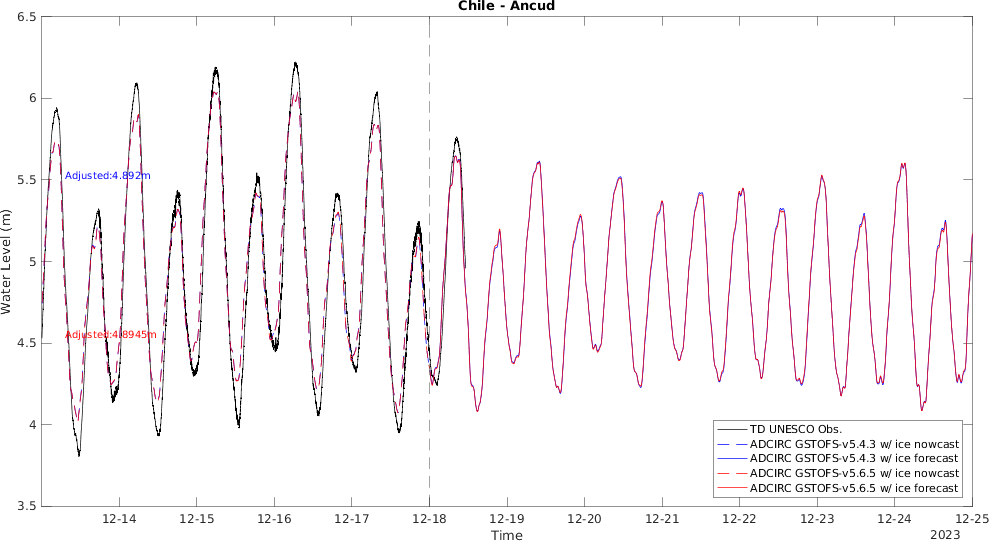 Chile - Ancud
6.5
6
5.5
5
4.5
4
3.5
Water Level (m)
Adjusted:4.892m
Adjusted:4.8945m
TD UNESCO Obs.
ADCIRC GSTOFS-v5.4.3 w/ ice nowcast
ADCIRC GSTOFS-v5.4.3 w/ ice forecast
ADCIRC GSTOFS-v5.6.5 w/ ice nowcast
ADCIRC GSTOFS-v5.6.5 w/ ice forecast
12-14 12-15 12-16 12-17 12-18 12-19 12-20 12-21 12-22 12-23 12-24 12-25
Time
2023